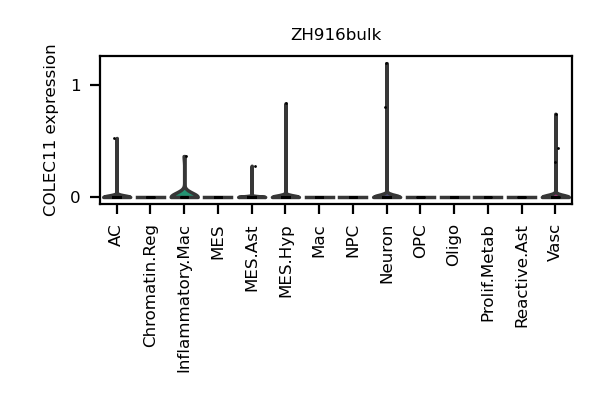 ZH916bulk
COLEC11 expression
1
0
AC
Chromatin.Reg
Inflammatory.Mac
MES
MES.Ast
MES.Hyp
Mac
NPC
Neuron
OPC
Oligo
Prolif.Metab
Reactive.Ast
Vasc